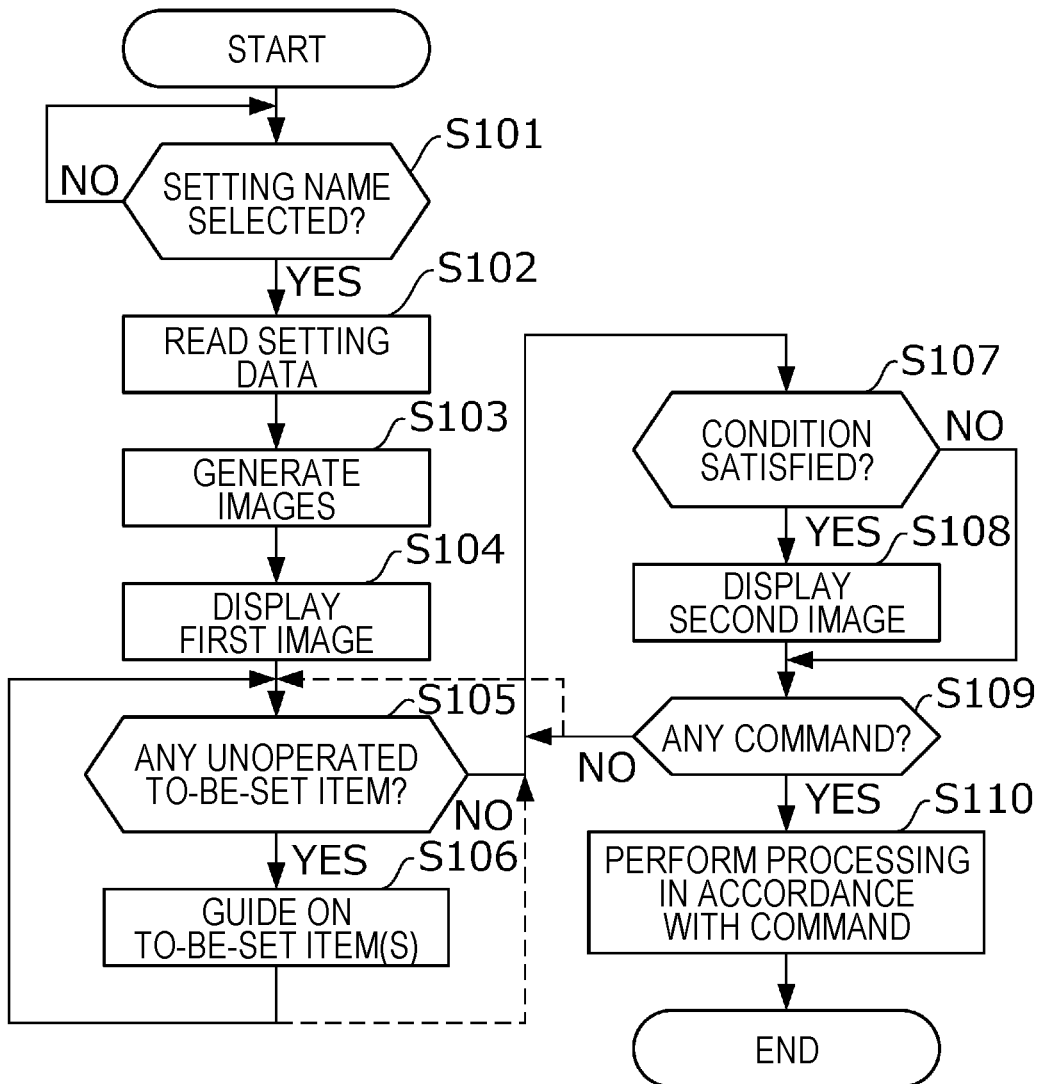 START
S101
NO
SETTING NAME
SELECTED?
YES
S102
READ SETTING
DATA
S103
GENERATE
IMAGES
S104
DISPLAY
FIRST IMAGE
S105
ANY UNOPERATED
TO-BE-SET ITEM?
NO
YES
S106
GUIDE ON
TO-BE-SET ITEM(S)
S107
CONDITION
SATISFIED?
NO
YES
S108
DISPLAY
SECOND IMAGE
S109
ANY COMMAND?
NO
YES
S110
PERFORM PROCESSING
IN ACCORDANCE
WITH COMMAND
END